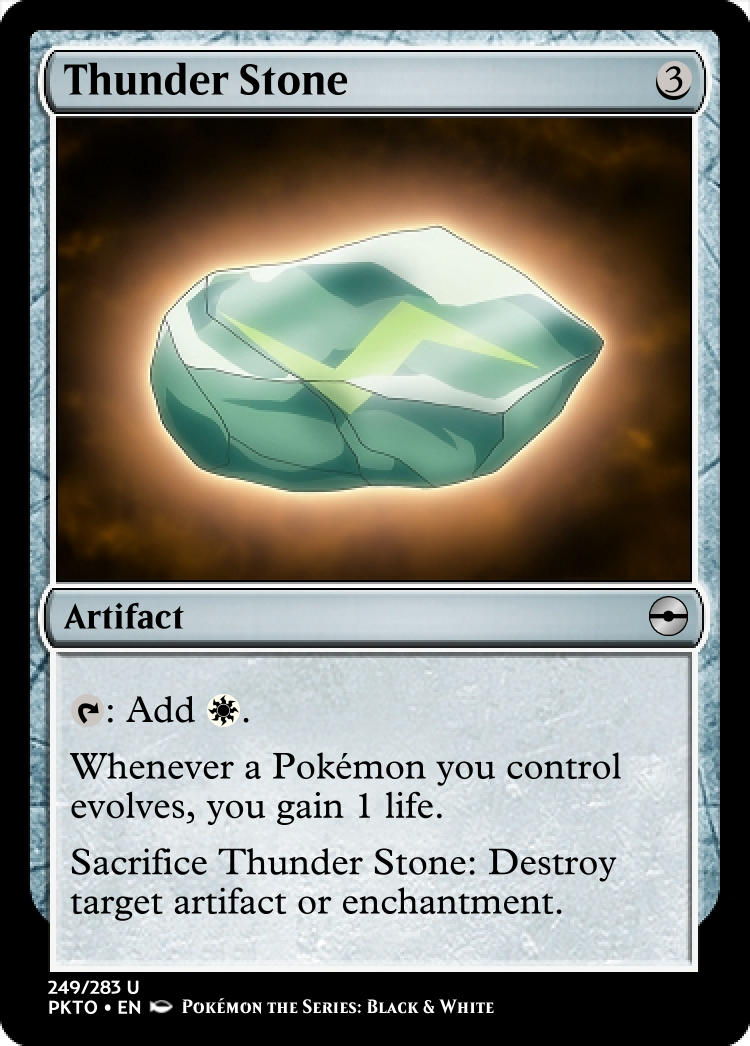 Thunder Stone 3
Artifact
: Add .
Whenever a Pokémon you control
evolves, you gain 1 life.
Sacrifice Thunder Stone: Destroy
target artifact or enchantment.
249/283 U
PKTO • EN Pokémon the Series: Black & White